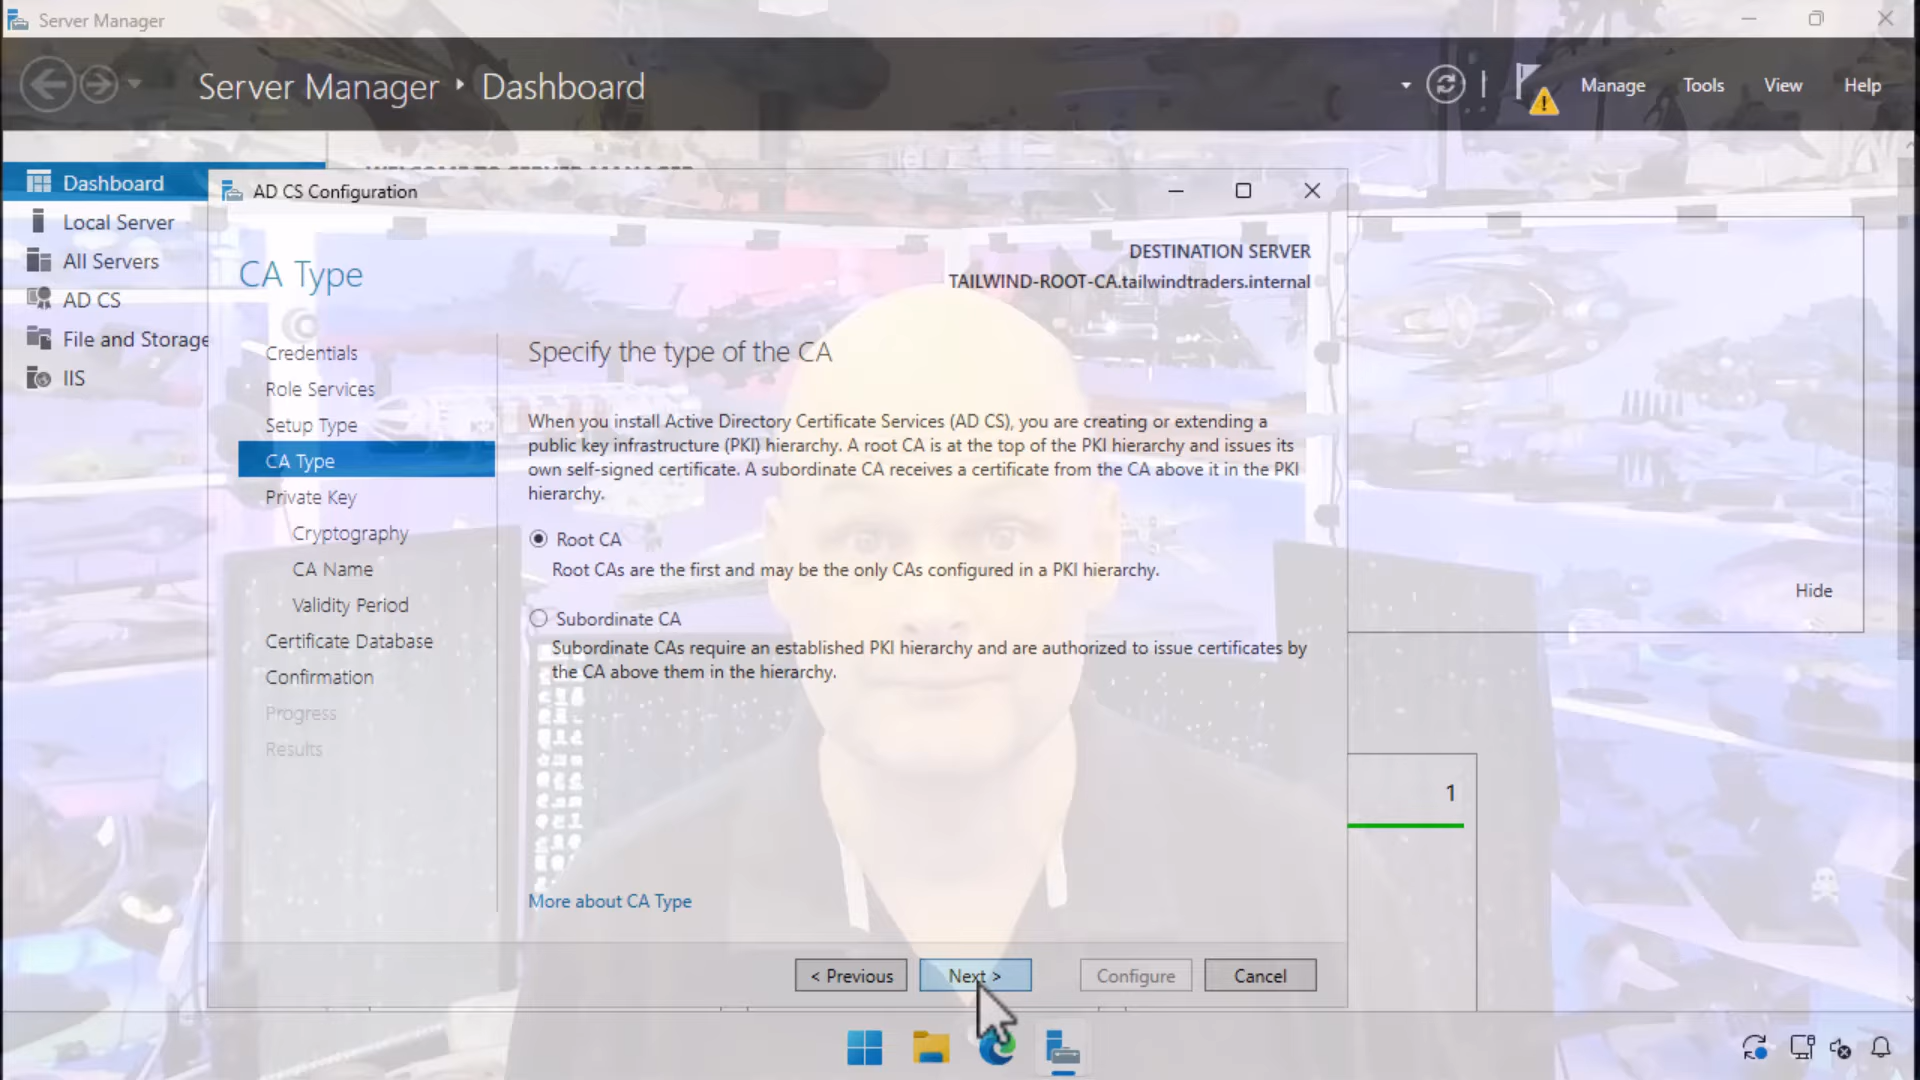 Server Manager
Server Manager
Dashboard
Manage
Tools
View
Help
WELCOME TO SERVER MANAGER
Dashboard
Local Server
All Servers
AD CS
File and Storage
IIS
AD CS Configuration
CA Type
DESTINATION SERVER
TAILWIND-ROOT-CA.tailwindtraders.internal
Credentials
Role Services
Setup Type
CA Type
Private Key
Cryptography
CA Name
Validity Period
Certificate Database
Confirmation
Progress
Results
Specify the type of the CA
When you install Active Directory Certificate Services (AD CS), you are creating or extending a
public key infrastructure (PKI) hierarchy. A root CA is at the top of the PKI hierarchy and issues its
own self-signed certificate. A subordinate CA receives a certificate from the CA above it in the PKI
hierarchy.
Root CA
Root CAs are the first and may be the only CAs configured in a PKI hierarchy.
Subordinate CA
Subordinate CAs require an established PKI hierarchy and are authorized to issue certificates by
the CA above them in the hierarchy.
More about CA Type
< Previous
Next >
Configure
Cancel
Hide
1